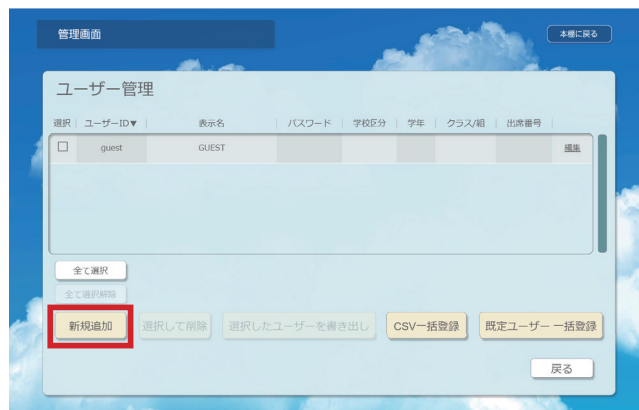 管理画面
本棚に戻る
ユーザー管理
選択 ユーザーID▼ 表示名 パスワード 学校区分 学年 クラス/組 出席番号
guest GUEST 編集
全て選択
全て選択解除
新規追加 選択して削除 選択したユーザーを書き出し CSV一括登録 既定ユーザー 一括登録
戻る